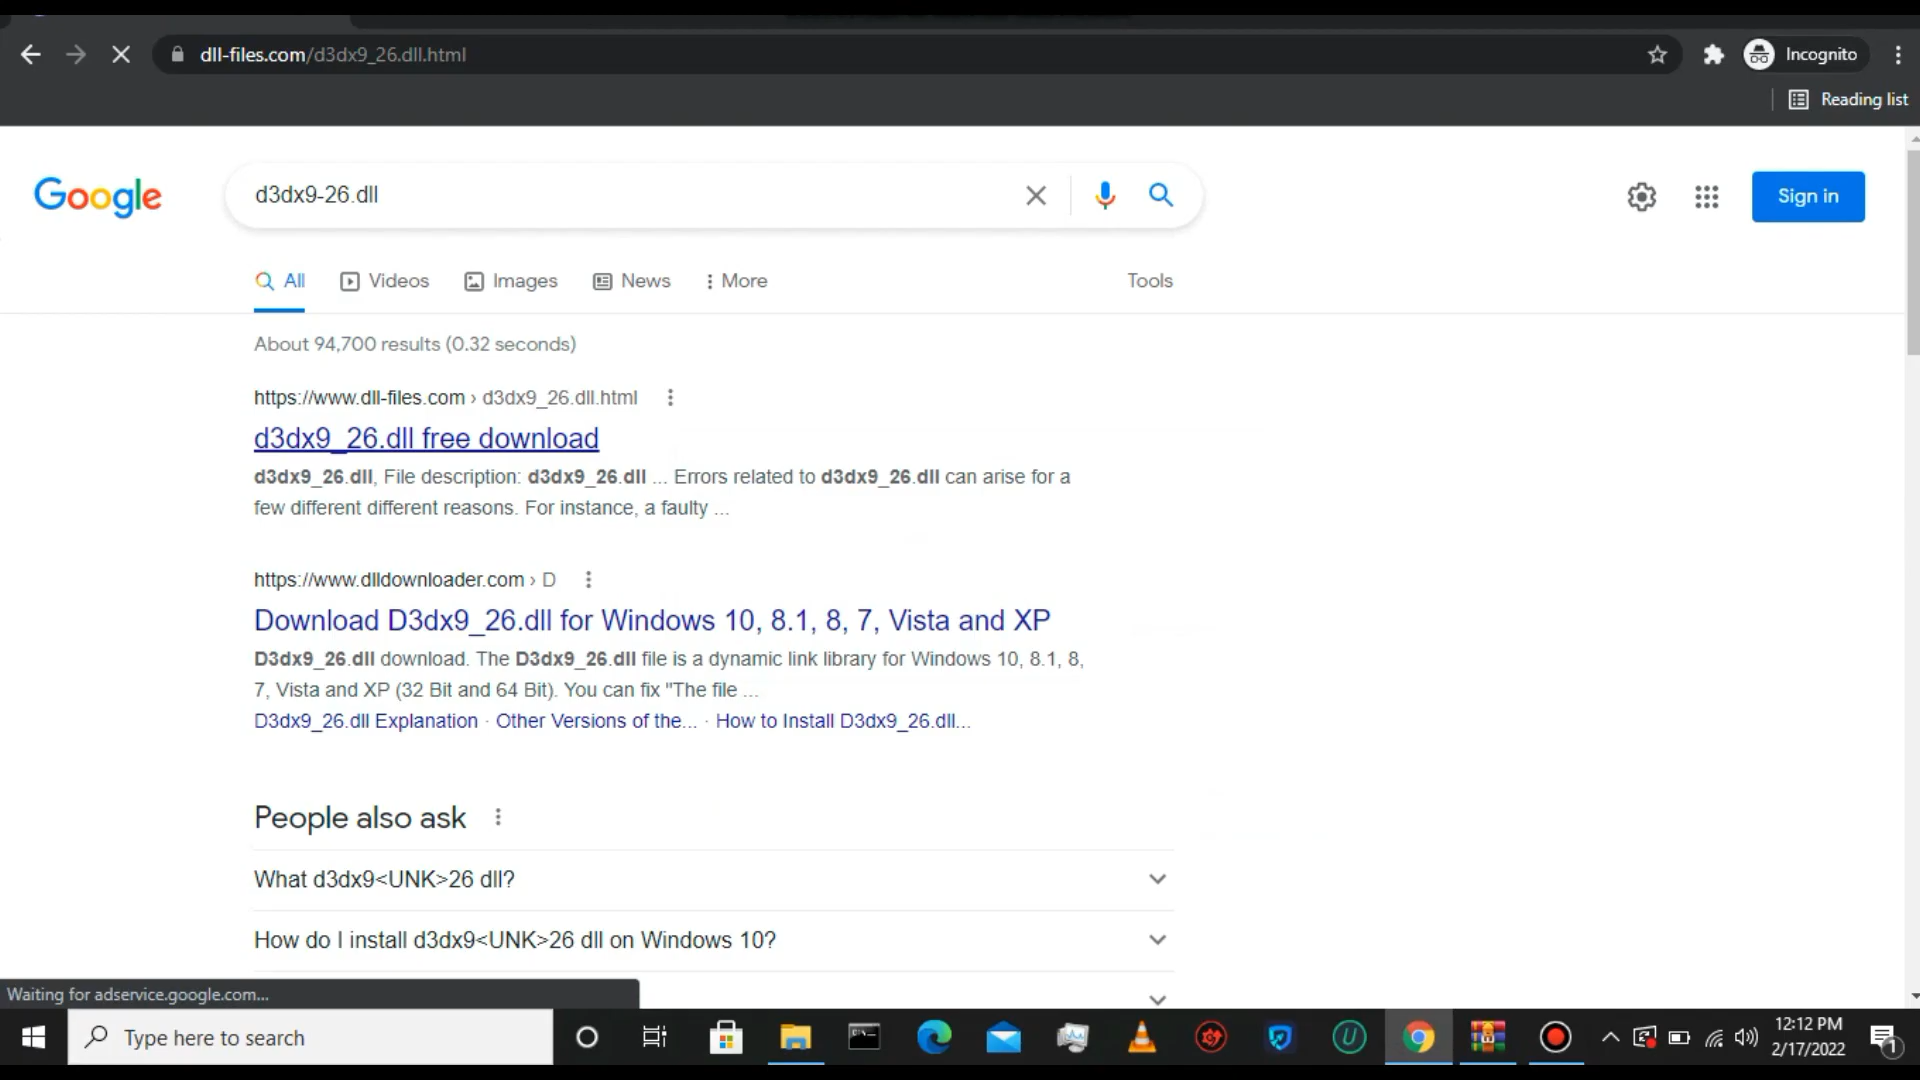 dll-files.com/d3dx9_26.dll.html
Incognito
Reading list
Google
d3dx9-26.dll
Sign in
All
Videos
Images
News
More
Tools
About 94,700 results (0.32 seconds)
https://www.dll-files.com › d3dx9_26.dll.html
d3dx9_26.dll free download
d3dx9_26.dll, File description: d3dx9_26.dll ... Errors related to d3dx9_26.dll can arise for a
few different different reasons. For instance, a faulty ...
https://www.dlldownloader.com › D
Download D3dx9_26.dll for Windows 10, 8.1, 8, 7, Vista and XP
D3dx9_26.dll download. The D3dx9_26.dll file is a dynamic link library for Windows 10, 8.1, 8,
7, Vista and XP (32 Bit and 64 Bit). You can fix "The file ...
D3dx9_26.dll Explanation · Other Versions of the... · How to Install D3dx9_26.dll...
People also ask
What d3dx9<UNK>26 dll?
How do I install d3dx9<UNK>26 dll on Windows 10?
Waiting for adservice.google.com...
Type here to search
12:12 PM
2/17/2022
1